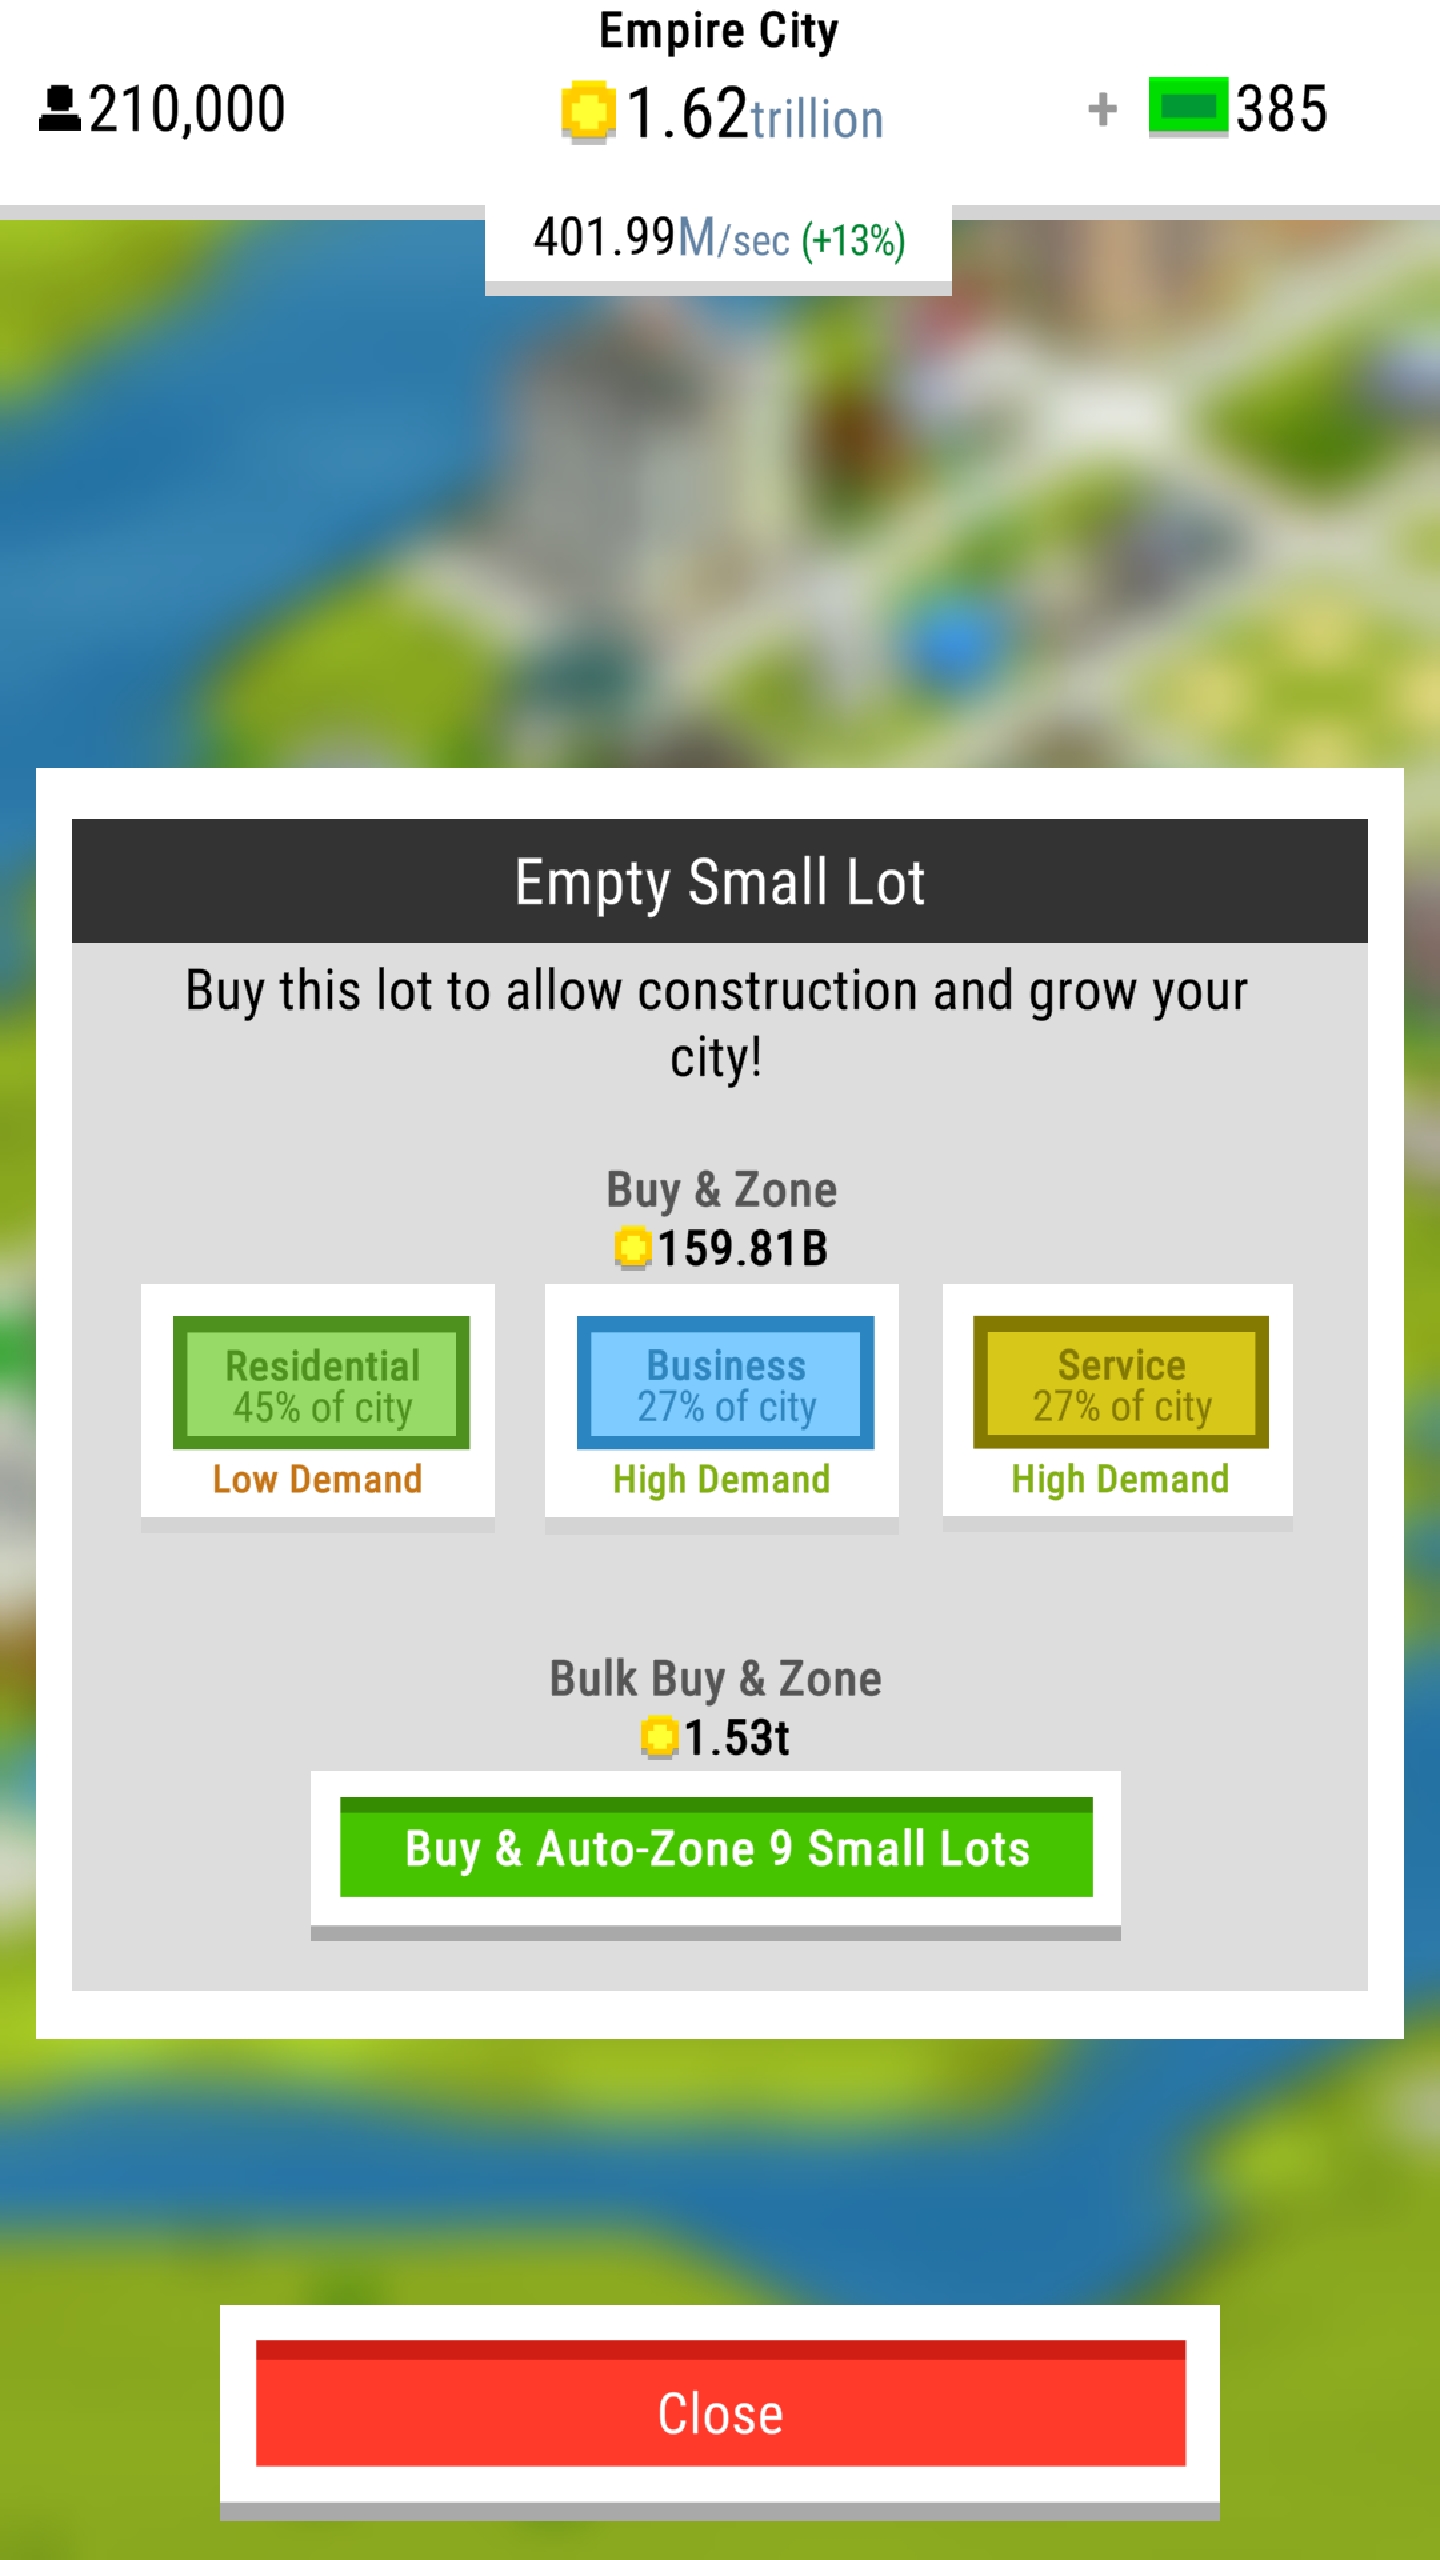 Empire City
210,000
1.62trillion
+ 385
401.99M/sec (+13%)
Empty Small Lot
Buy this lot to allow construction and grow your
city!
Buy & Zone
159.81B
Residential
45% of city
Low Demand
Business
27% of city
High Demand
Service
27% of city
High Demand
Bulk Buy & Zone
1.53t
Buy & Auto-Zone 9 Small Lots
Close